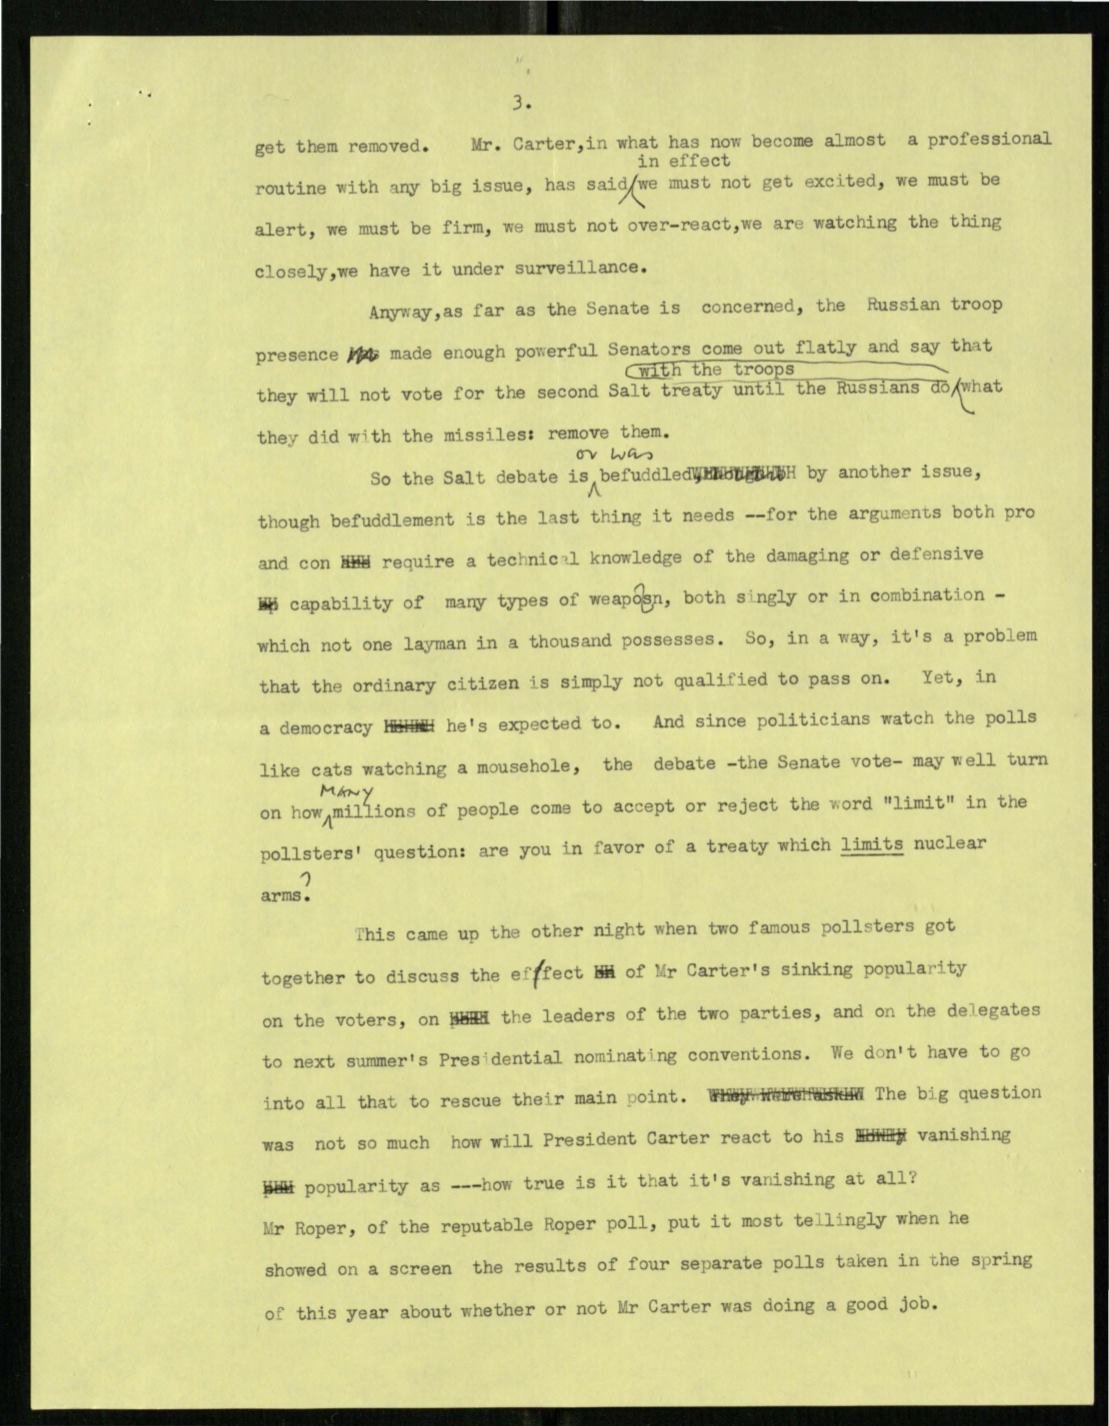 3.
get them removed. Mr. Carter,in what has now become almost a professional
in effect
routine with any big issue, has said/we must not get excited, we must be
alert, we must be firm, we must not over-react,we are watching the thing
closely,we have it under surveillance.
Anyway,as far as the Senate is concerned, the Russian troop
presence has made enough powerful Senators come out flatly and say that
with the troops
they will not vote for the second Salt treaty until the Russians do/what
they did with the missiles: remove them.
or was
So the Salt debate is befuddled, by another issue,
though befuddlement is the last thing it needs --for the arguments both pro
and con require a technical knowledge of the damaging or defensive
capability of many types of weaposn, both singly or in combination -
which not one layman in a thousand possesses. So, in a way, it's a problem
that the ordinary citizen is simply not qualified to pass on. Yet, in
a democracy he's expected to. And since politicians watch the polls
like cats watching a mousehole, the debate -the Senate vote- may well turn
MANY
on how millions of people come to accept or reject the word "limit" in the
pollsters' question: are you in favor of a treaty which limits nuclear
arms?
This came up the other night when two famous pollsters got
together to discuss the ef/fect of Mr Carter's sinking popularity
on the voters, on the leaders of the two parties, and on the delegates
to next summer's Presidential nominating conventions. We don't have to go
into all that to rescue their main point. The big question
was not so much how will President Carter react to his vanishing
popularity as ---how true is it that it's vanishing at all?
Mr Roper, of the reputable Roper poll, put it most tellingly when he
showed on a screen the results of four separate polls taken in the spring
of this year about whether or not Mr Carter was doing a good job.